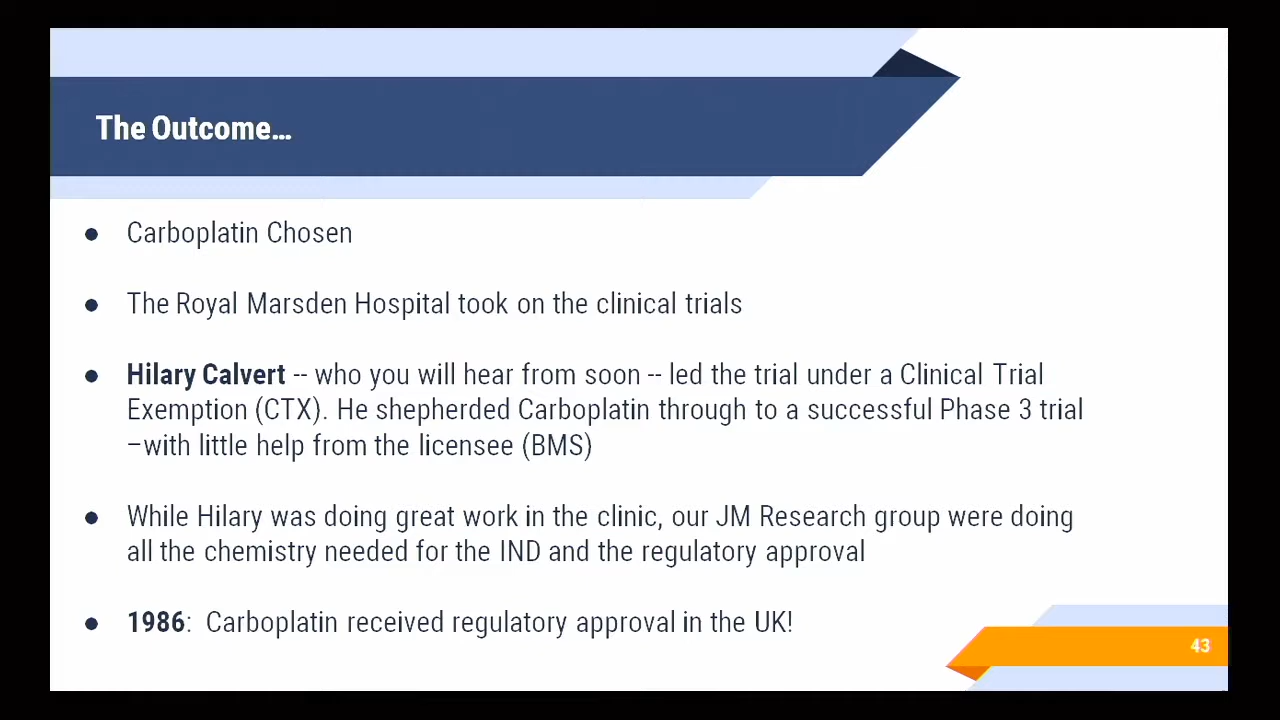 The Outcome...
● Carboplatin Chosen
● The Royal Marsden Hospital took on the clinical trials
● Hilary Calvert -- who you will hear from soon -- led the trial under a Clinical Trial
Exemption (CTX). He shepherded Carboplatin through to a successful Phase 3 trial
–with little help from the licensee (BMS)
● While Hilary was doing great work in the clinic, our JM Research group were doing
all the chemistry needed for the IND and the regulatory approval
● 1986: Carboplatin received regulatory approval in the UK!
43